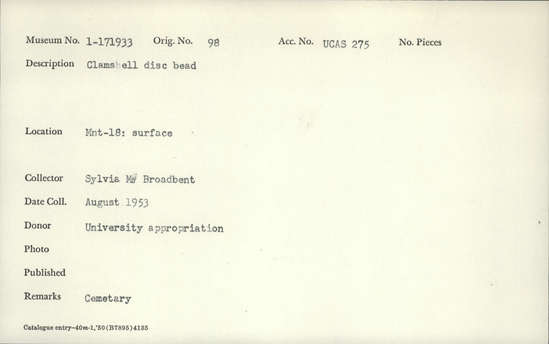 Museum No. 1-171933 Orig. No. 98 Acc. No. UCAS 275 No. Pieces
Description Clamshell disc bead
Location Mnt-18: surface
Collector Sylvia M Broadbent
Date Coll. August 1953
Donor University appropriation
Photo
Published
Remarks Cemetary
Catalogue entry—40m-1,'50(B7895)4185